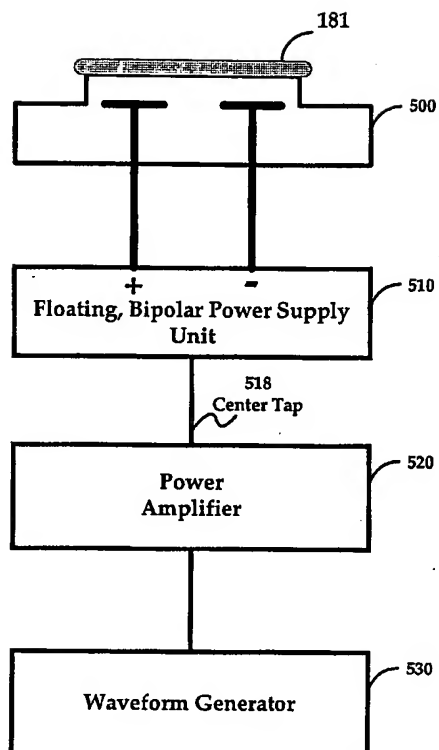 181
500
+ -
510
Floating, Bipolar Power Supply
Unit
518
Center Tap
520
Power
Amplifier
530
Waveform Generator